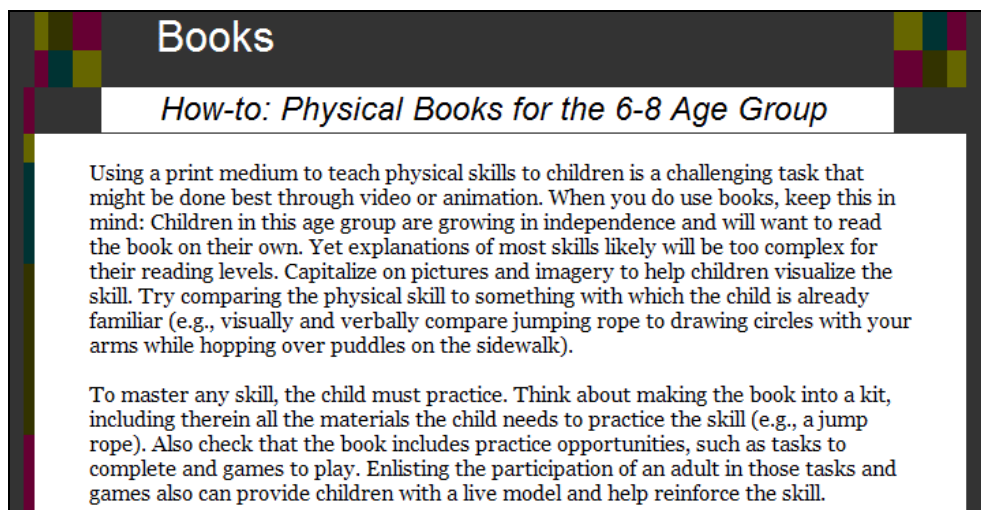 Books
How-to: Physical Books for the 6-8 Age Group
Using a print medium to teach physical skills to children is a challenging task that
might be done best through video or animation. When you do use books, keep this in
mind: Children in this age group are growing in independence and will want to read
the book on their own. Yet explanations of most skills likely will be too complex for
their reading levels. Capitalize on pictures and imagery to help children visualize the
skill. Try comparing the physical skill to something with which the child is already
familiar (e.g., visually and verbally compare jumping rope to drawing circles with your
arms while hopping over puddles on the sidewalk).
To master any skill, the child must practice. Think about making the book into a kit,
including therein all the materials the child needs to practice the skill (e.g., a jump
rope). Also check that the book includes practice opportunities, such as tasks to
complete and games to play. Enlisting the participation of an adult in those tasks and
games also can provide children with a live model and help reinforce the skill.